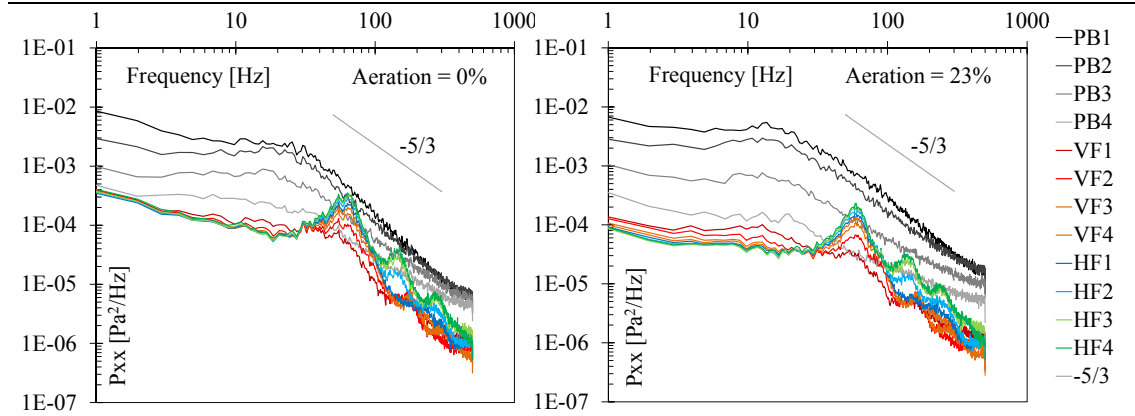 1 10 100 1000
1E-01
1E-02
1E-03
1E-04
1E-05
1E-06
1E-07
Frequency [Hz]
Aeration = 0%
-5/3
Pxx [Pa²/Hz]
1 10 100 1000
1E-01
1E-02
1E-03
1E-04
1E-05
1E-06
1E-07
Frequency [Hz]
Aeration = 23%
-5/3
Pxx [Pa²/Hz]
PB1
PB2
PB3
PB4
VF1
VF2
VF3
VF4
HF1
HF2
HF3
HF4
-5/3